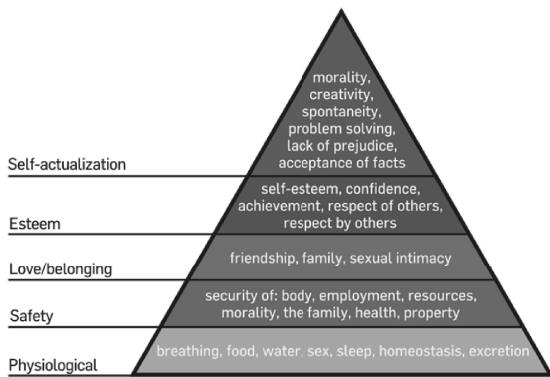 morality,
creativity,
spontaneity,
problem solving,
lack of prejudice,
acceptance of facts
Self-actualization
self-esteem, confidence,
achievement, respect of others,
respect by others
Esteem
friendship, family, sexual intimacy
Love/belonging
security of: body, employment, resources,
morality, the family, health, property
Safety
breathing, food, water, sex, sleep, homeostasis, excretion
Physiological